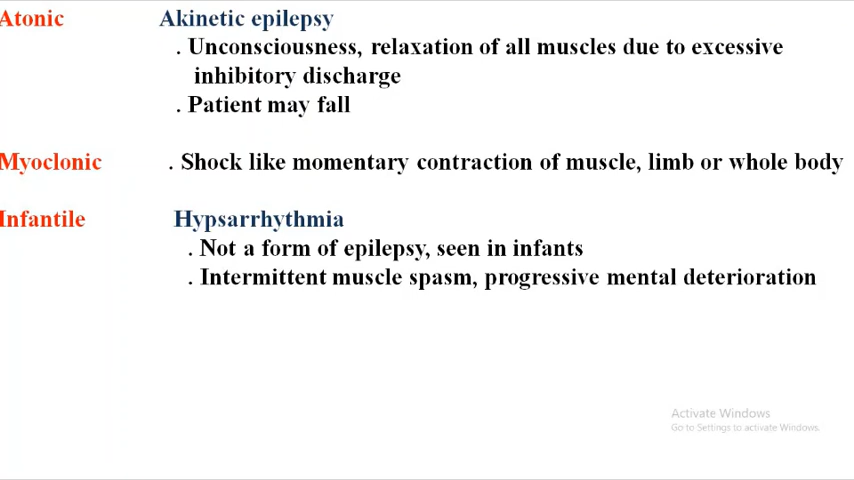 Atonic Akinetic epilepsy
. Unconsciousness, relaxation of all muscles due to excessive
inhibitory discharge
. Patient may fall
Myoclonic . Shock like momentary contraction of muscle, limb or whole body
Infantile Hypsarrhythmia
. Not a form of epilepsy, seen in infants
. Intermittent muscle spasm, progressive mental deterioration
Activate Windows
Go to Settings to activate Windows.